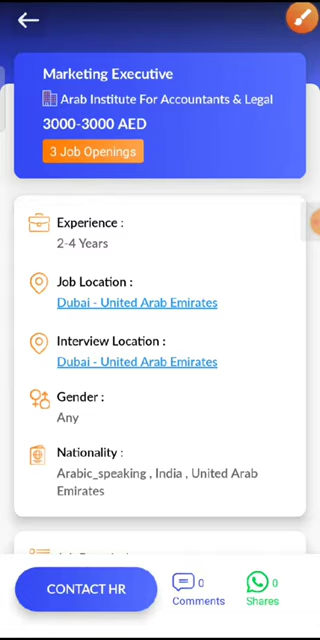 Marketing Executive
Arab Institute For Accountants & Legal
3000-3000 AED
3 Job Openings
Experience :
2-4 Years
Job Location :
Dubai - United Arab Emirates
Interview Location :
Dubai - United Arab Emirates
Gender :
Any
Nationality :
Arabic_speaking , India , United Arab
Emirates
CONTACT HR
0
Comments
0
Shares